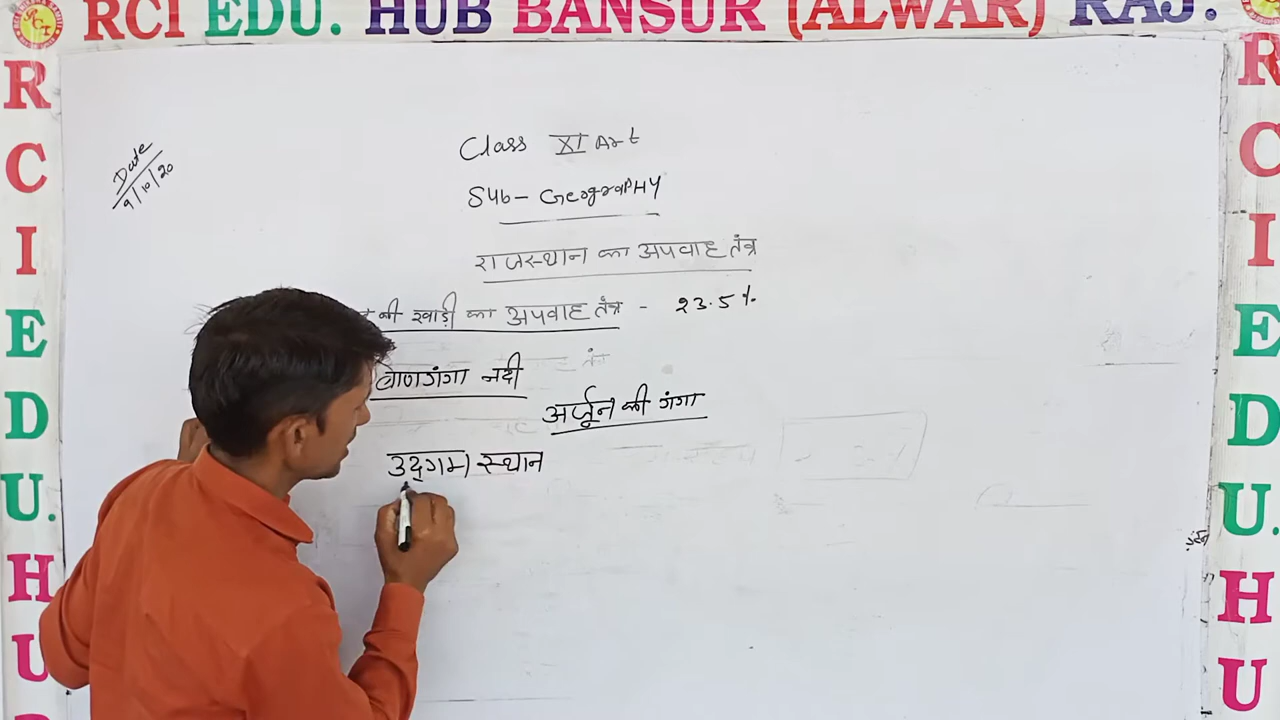 RCI EDU. HUB BANSUR (ALWAR) RAJ.
R
C
I
E
D
U.
H
U
Date
9/10/20
Class XI Art
Sub- GeograPHY
राजस्थान का अपवाह तंत्र
की खाड़ी का अपवाह तंत्र - 23.5%
बाणगंगा नदी
अर्जून की गंगा
उद्गम स्थान
R
C
I
E
D
U.
H
U